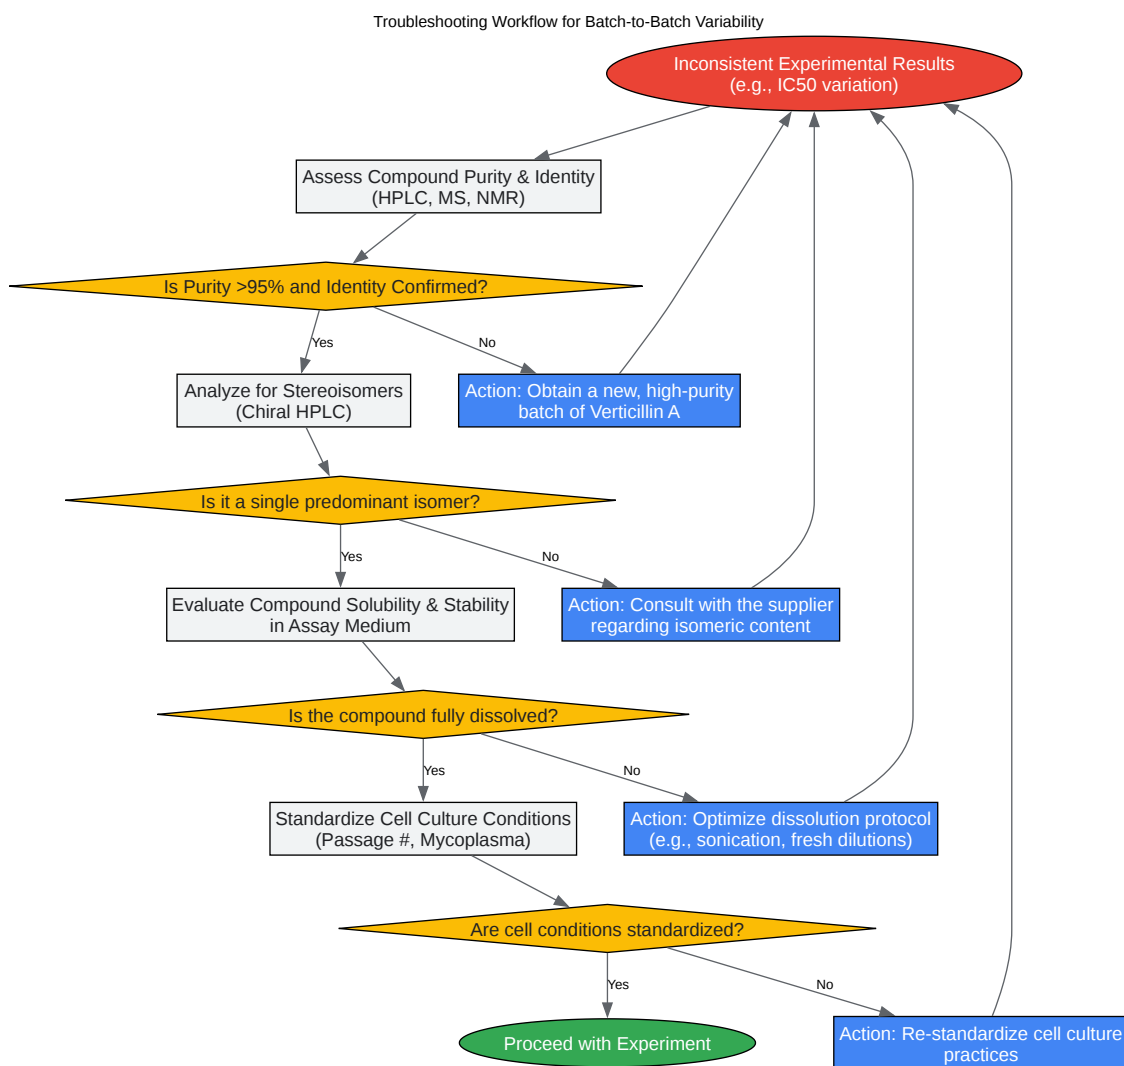 Troubleshooting Workflow for Batch-to-Batch Variability
Inconsistent Experimental Results
(e.g., IC50 variation)
Assess Compound Purity & Identity
(HPLC, MS, NMR)
Is Purity >95% and Identity Confirmed?
Yes
No
Analyze for Stereoisomers
(Chiral HPLC)
Action: Obtain a new, high-purity
batch of Verticillin A
Is it a single predominant isomer?
Yes
No
Evaluate Compound Solubility & Stability
in Assay Medium
Action: Consult with the supplier
regarding isomeric content
Is the compound fully dissolved?
Yes
No
Standardize Cell Culture Conditions
(Passage #, Mycoplasma)
Action: Optimize dissolution protocol
(e.g., sonication, fresh dilutions)
Are cell conditions standardized?
Yes
No
Proceed with Experiment
Action: Re-standardize cell culture
practices